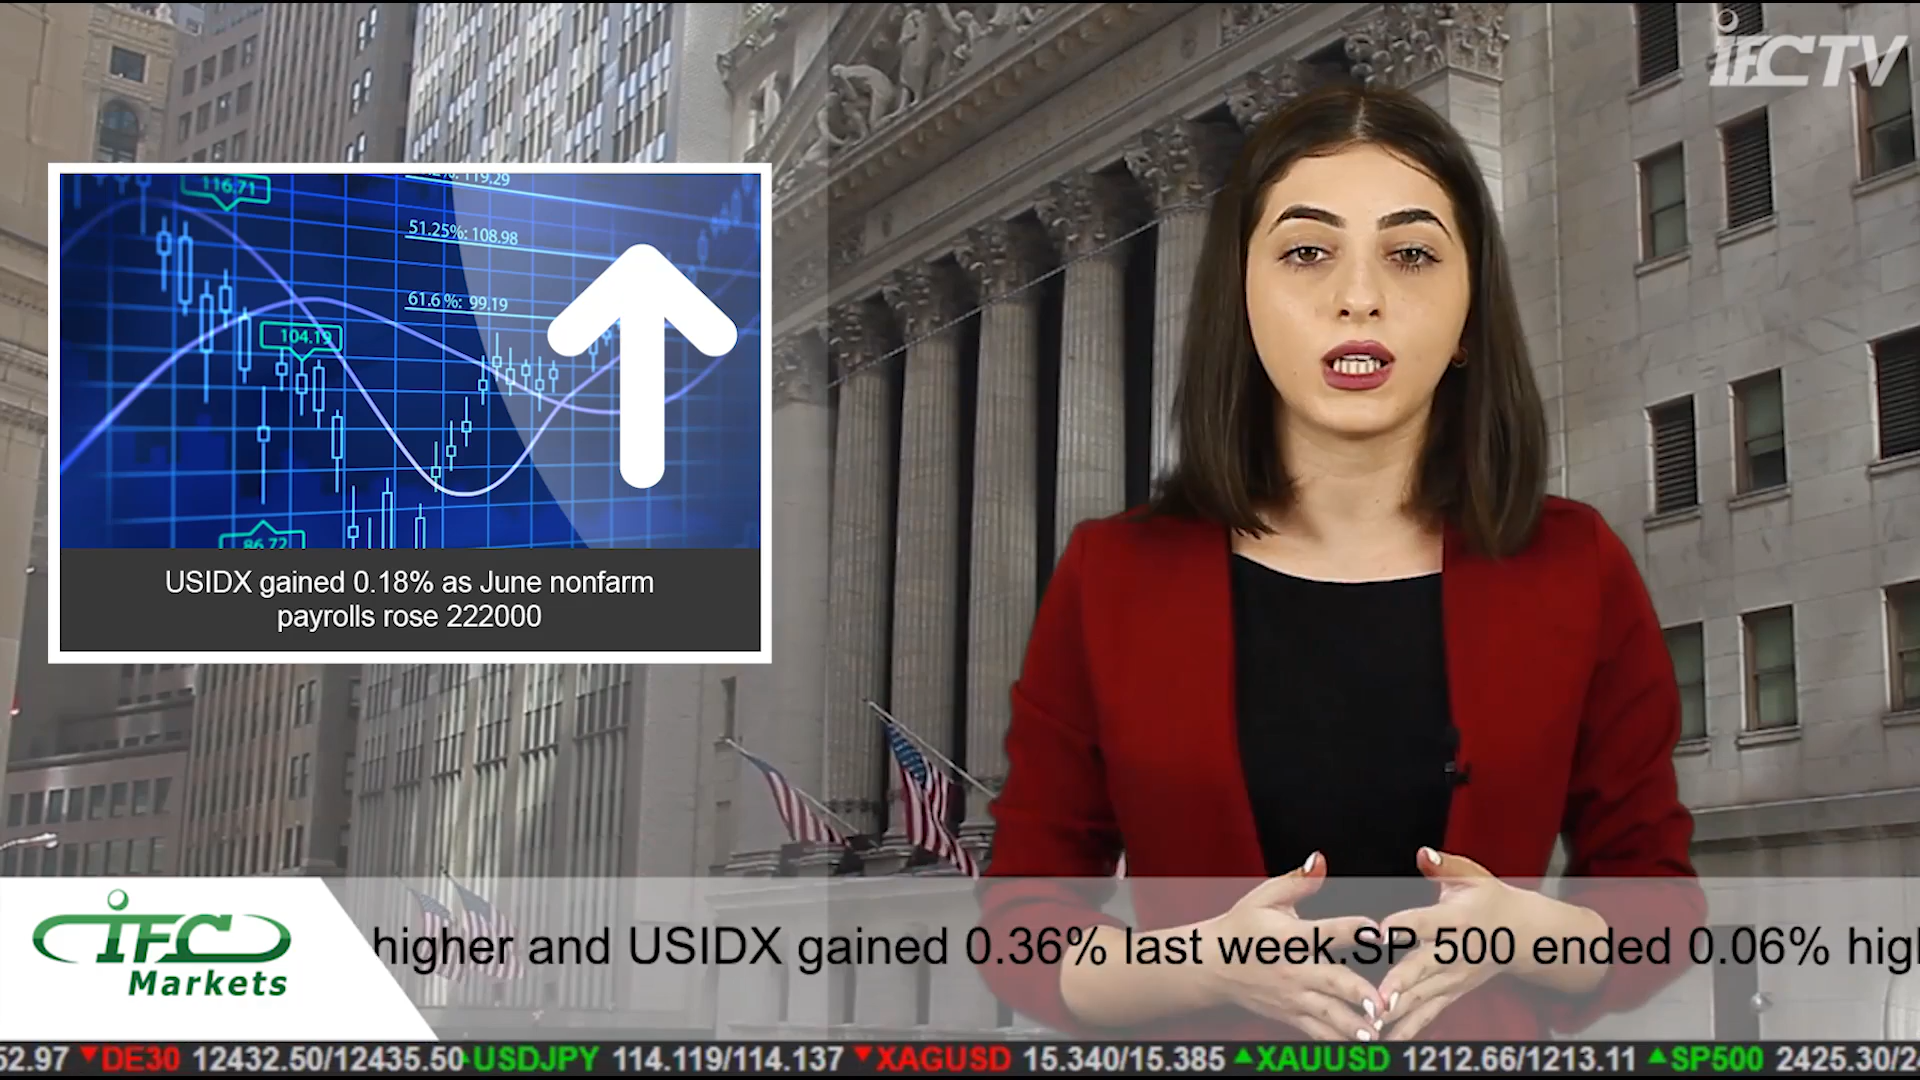 iFCTV
116.71
119.29
51.25%: 108.98
61.6 %: 99.19
104.19
86.72
USIDX gained 0.18% as June nonfarm
payrolls rose 222000
iFC
Markets
higher and USIDX gained 0.36% last week.SP 500 ended 0.06% hig
52.97 ▼DE30 12432.50/12435.50 ▲USDJPY 114.119/114.137 ▼XAGUSD 15.340/15.385 ▲XAUUSD 1212.66/1213.11 ▲SP500 2425.30/24